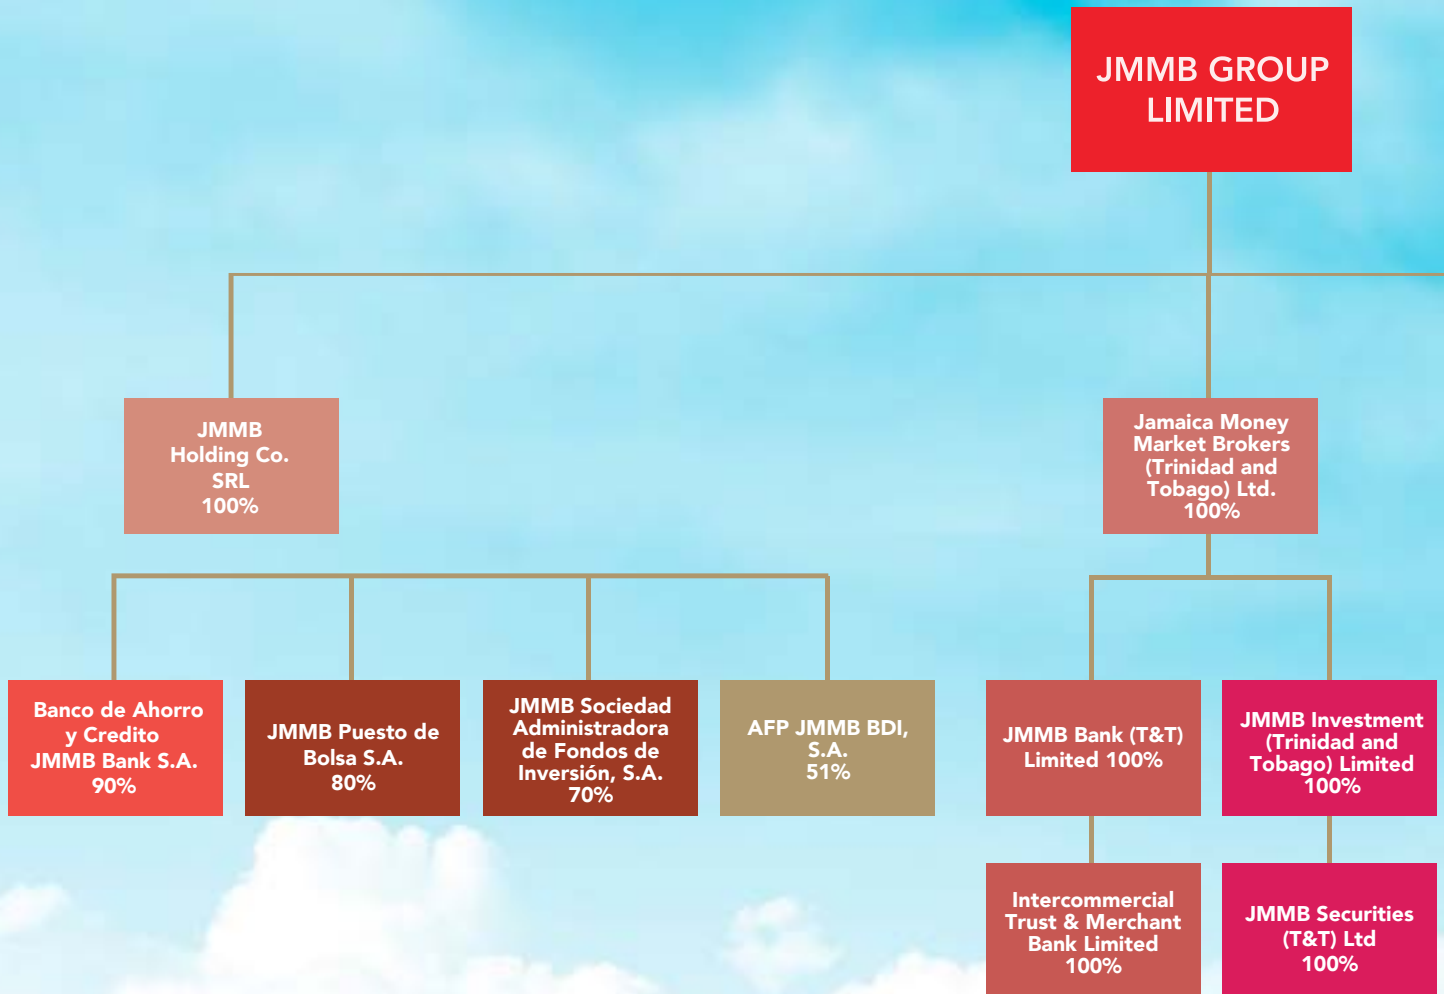 JMMB GROUP
LIMITED
JMMB
Holding Co.
SRL
100%
Jamaica Money
Market Brokers
(Trinidad and
Tobago) Ltd.
100%
Banco de Ahorro
y Credito
JMMB Bank S.A.
90%
JMMB Puesto de
Bolsa S.A.
80%
JMMB Sociedad
Administradora
de Fondos de
Inversión, S.A.
70%
AFP JMMB BDI,
S.A.
51%
JMMB Bank (T&T)
Limited 100%
JMMB Investment
(Trinidad and
Tobago) Limited
100%
Intercommercial
Trust & Merchant
Bank Limited
100%
JMMB Securities
(T&T) Ltd
100%